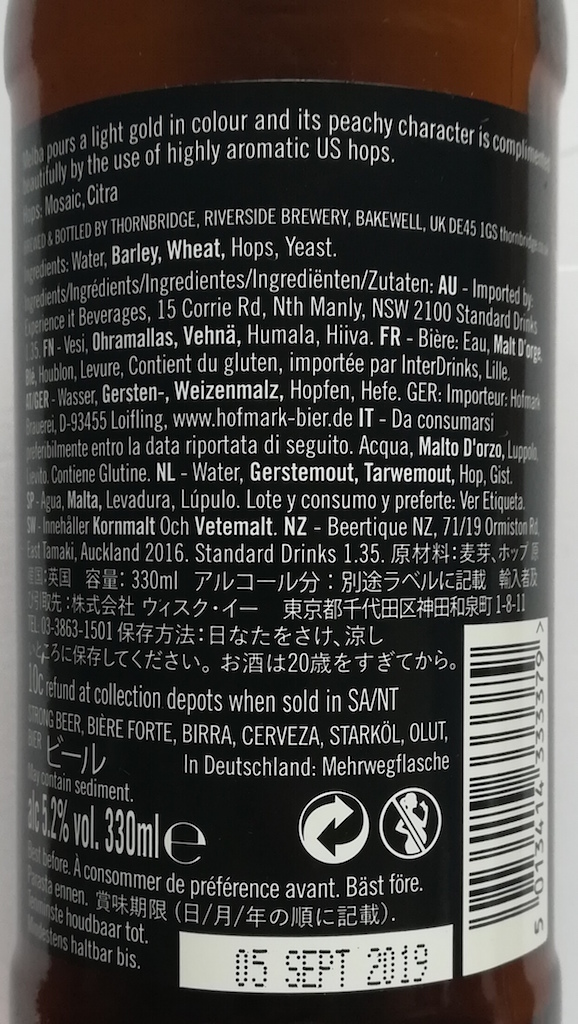 Melba pours a light gold in colour and its peachy character is complimented
beautifully by the use of highly aromatic US hops.
Hops: Mosaic, Citra
BREWED & BOTTLED BY THORNBRIDGE, RIVERSIDE BREWERY, BAKEWELL, UK DE45 1GS thornbridge.co.uk
Ingredients: Water, Barley, Wheat, Hops, Yeast.
Ingredients/Ingrédients/Ingredientes/Ingrediënten/Zutaten: AU - Imported by:
Experience it Beverages, 15 Corrie Rd, Nth Manly, NSW 2100 Standard Drinks
1.35. FN - Vesi, Ohramallas, Vehnä, Humala, Hiiva. FR - Bière: Eau, Malt D'orge,
Blé, Houblon, Levure, Contient du gluten, importée par InterDrinks, Lille.
AT/GER - Wasser, Gersten-, Weizenmalz, Hopfen, Hefe. GER: Importeur: Hofmark
Brauerei, D-93455 Loifling, www.hofmark-bier.de IT - Da consumarsi
preferibilmente entro la data riportata di seguito. Acqua, Malto D'orzo, Luppolo,
Lievito. Contiene Glutine. NL - Water, Gerstemout, Tarwemout, Hop, Gist.
SP - Agua, Malta, Levadura, Lúpulo. Lote y consumo y preferte: Ver Etiqueta.
SW - Innehåller Kornmalt Och Vetemalt. NZ - Beertique NZ, 71/19 Ormiston Rd,
East Tamaki, Auckland 2016. Standard Drinks 1.35. 原材料：麦芽、ホップ 原
産国：英国 容量：330ml アルコール分：別途ラベルに記載 輸入者及
び引取先：株式会社 ウィスク・イー 東京都千代田区神田和泉町 1-8-11
TEL 03-3863-1501 保存方法：日なたをさけ、涼し
いところに保存してください。お酒は20歳をすぎてから。
10C refund at collection depots when sold in SA/NT
STRONG BEER, BIÈRE FORTE, BIRRA, CERVEZA, STARKÖL, OLUT,
BIER ビール In Deutschland: Mehrwegflasche
May contain sediment.
alc 5.2% vol. 330ml e
Best before. À consommer de préférence avant. Bäst före.
Parasta ennen. 賞味期限 (日/月/年の順に記載).
Tenminste houdbaar tot.
Mindestens haltbar bis.
05 SEPT 2019
5 013414 333379 >